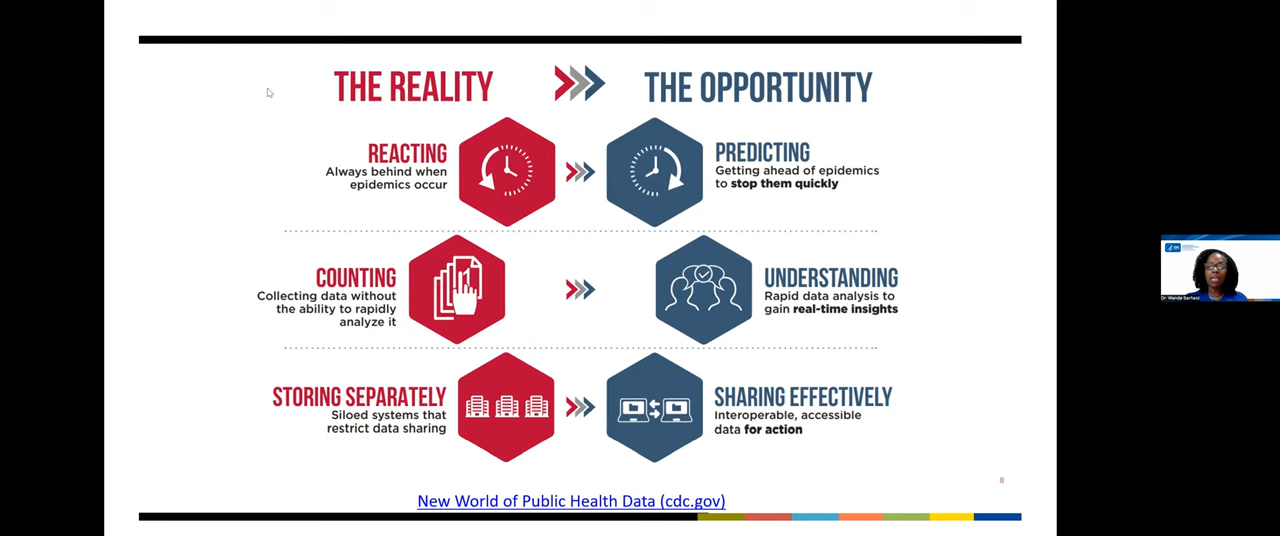 THE REALITY
THE OPPORTUNITY
REACTING
Always behind when
epidemics occur
PREDICTING
Getting ahead of epidemics
to stop them quickly
COUNTING
Collecting data without
the ability to rapidly
analyze it
UNDERSTANDING
Rapid data analysis to
gain real-time insights
STORING SEPARATELY
Siloed systems that
restrict data sharing
SHARING EFFECTIVELY
Interoperable, accessible
data for action
8
New World of Public Health Data (cdc.gov)
Dr. Wanda Barfield